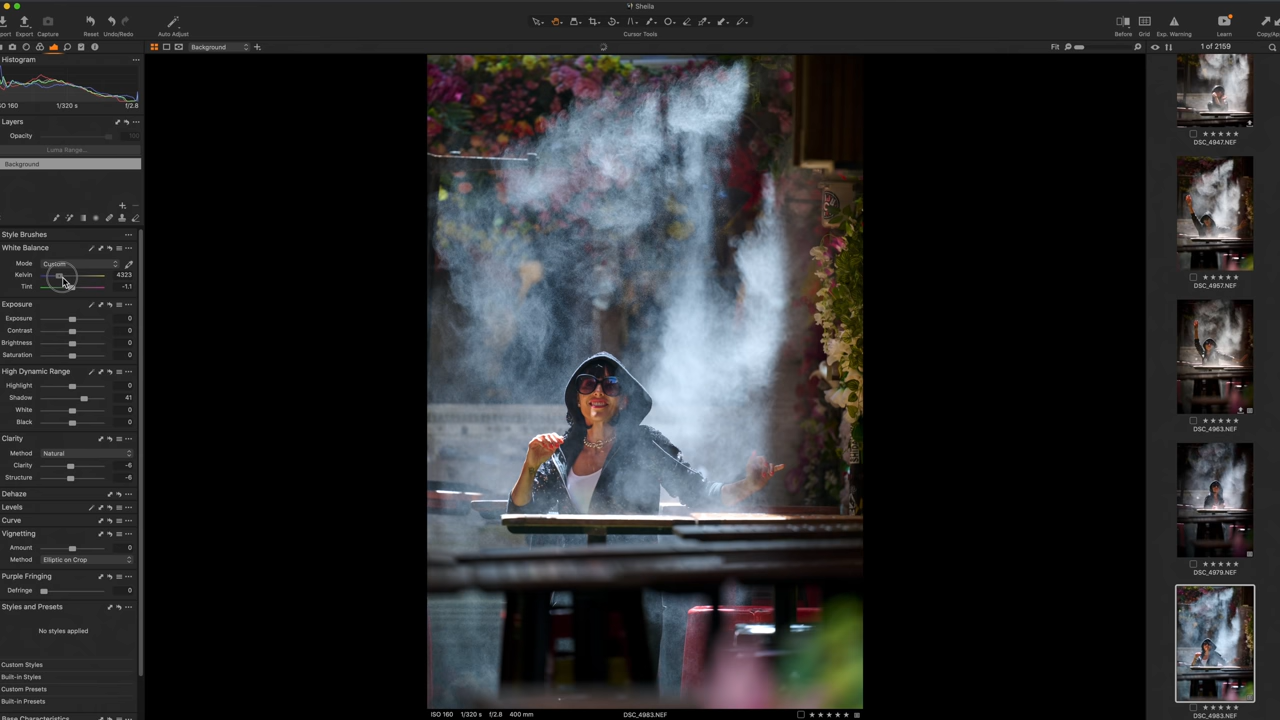 Sheila
Export
Capture
Reset
Undo/Redo
Auto Adjust
Cursor Tools
Before
Grid
Exp. Warning
Learn
Background
Fit
1 of 2159
Histogram
ISO 160 1/320 s f/2.8
Layers
Opacity 100
Luma Range...
Background
Style Brushes
White Balance
Mode Custom
Kelvin 4323
Tint -1.1
Exposure
Exposure 0
Contrast 0
Brightness 0
Saturation 0
High Dynamic Range
Highlight 0
Shadow 41
White 0
Black 0
Clarity
Method Natural
Clarity -6
Structure -6
Dehaze
Levels
Curve
Vignetting
Amount 0
Method Elliptic on Crop
Purple Fringing
Defringe 0
Styles and Presets
No styles applied
Custom Styles
Built-in Styles
Custom Presets
Built-in Presets
Base Characteristics
DSC_4947.NEF
DSC_4957.NEF
DSC_4963.NEF
DSC_4979.NEF
DSC_4983.NEF
ISO 160 1/320 s f/2.8 400 mm DSC_4983.NEF